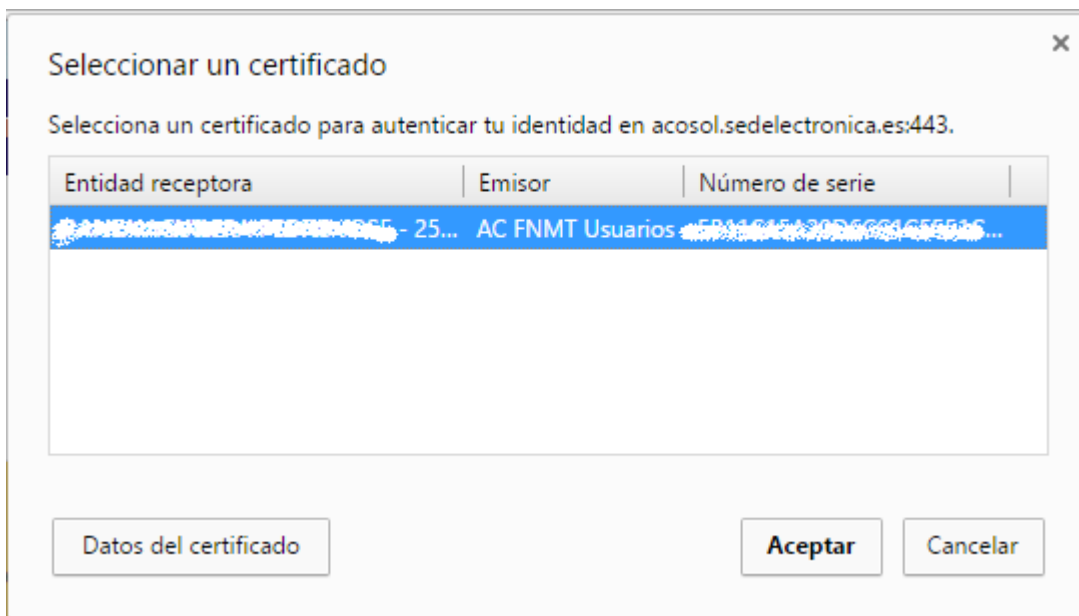 Seleccionar un certificado
Selecciona un certificado para autenticar tu identidad en acosol.sedelectronica.es:443.
Entidad receptora Emisor Número de serie
- 25... AC FNMT Usuarios ...
Datos del certificado Aceptar Cancelar